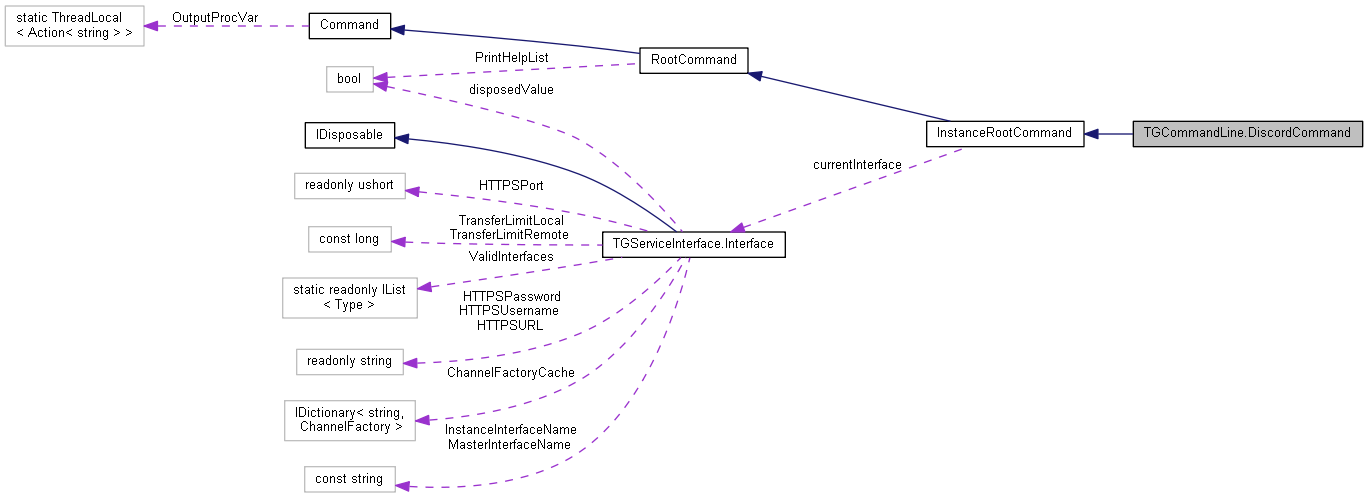 static ThreadLocal
< Action< string > >
OutputProcVar
Command
PrintHelpList
RootCommand
bool
disposedValue
IDisposable
InstanceRootCommand
TGCommandLine.DiscordCommand
currentInterface
readonly ushort
HTTPSPort
const long
TransferLimitLocal
TransferLimitRemote
TGServiceInterface.Interface
ValidInterfaces
static readonly IList
< Type >
HTTPSPassword
HTTPSUsername
HTTPSURL
readonly string
ChannelFactoryCache
IDictionary< string,
ChannelFactory >
InstanceInterfaceName
MasterInterfaceName
const string